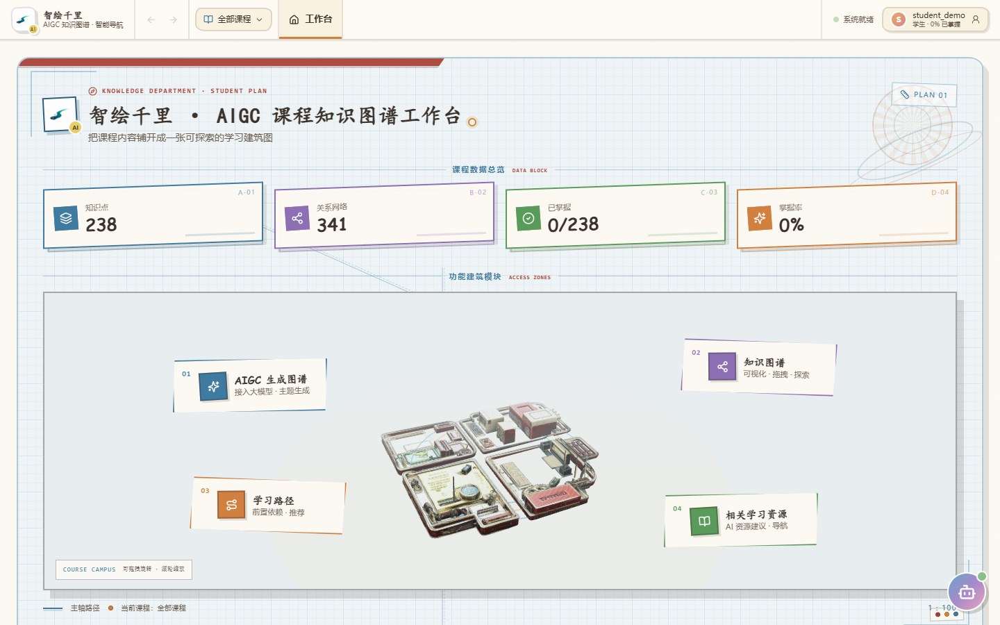 智绘千里
AIGC 知识图谱 · 智能导航
AI
全部课程
工作台
系统就绪
S
student_demo
学生 · 0% 已掌握
KNOWLEDGE DEPARTMENT · STUDENT PLAN
智绘千里 · AIGC 课程知识图谱工作台
AI
把课程内容铺开成一张可探索的学习建筑图
PLAN 01
课程数据总览 DATA BLOCK
A-01
知识点
238
B-02
关系网络
341
C-03
已掌握
0/238
D-04
掌握率
0%
功能建筑模块 ACCESS ZONES
01
AIGC 生成图谱
接入大模型 · 主题生成
02
知识图谱
可视化 · 拖拽 · 探索
03
学习路径
前置依赖 · 推荐
04
相关学习资源
AI 资源建议 · 导航
COURSE CAMPUS 可拖拽旋转 · 滚轮缩放
主轴路径
当前课程：全部课程
1 : 100